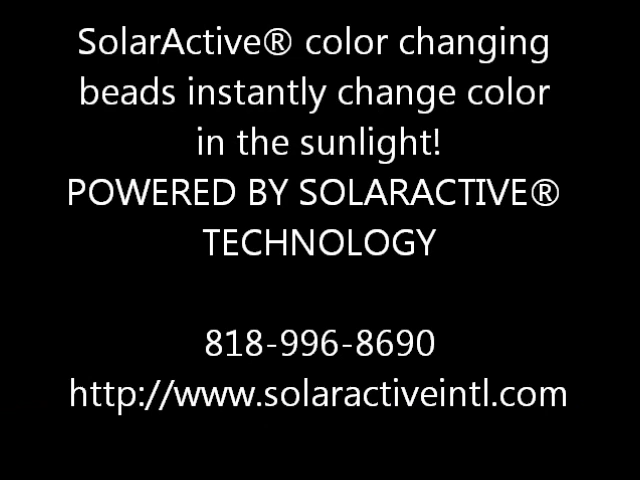 SolarActive® color changing
beads instantly change color
in the sunlight!
POWERED BY SOLARACTIVE®
TECHNOLOGY
818-996-8690
http://www.solaractiveintl.com